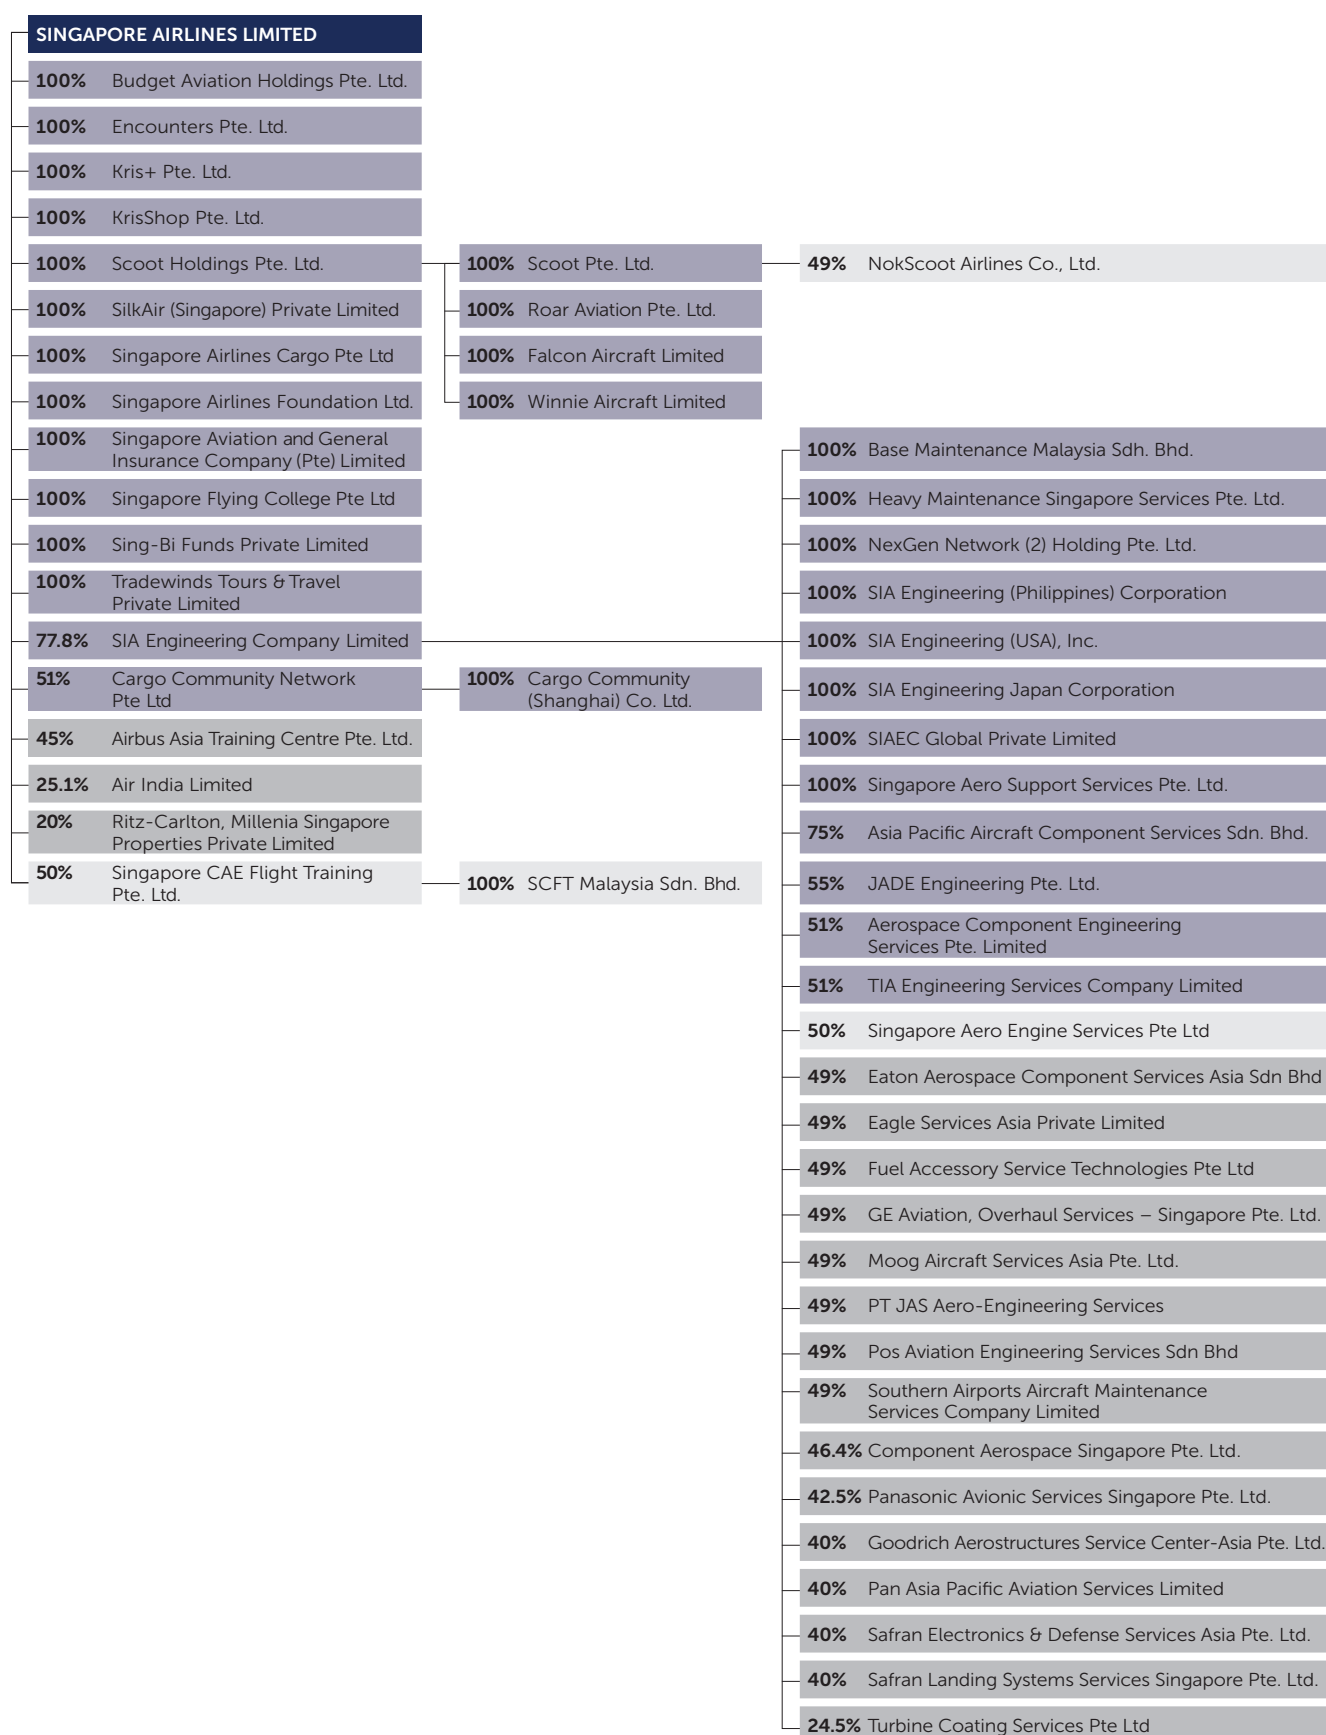 SINGAPORE AIRLINES LIMITED
100% Budget Aviation Holdings Pte. Ltd.
100% Encounters Pte. Ltd.
100% Kris+ Pte. Ltd.
100% KrisShop Pte. Ltd.
100% Scoot Holdings Pte. Ltd.
100% SilkAir (Singapore) Private Limited
100% Singapore Airlines Cargo Pte Ltd
100% Singapore Airlines Foundation Ltd.
100% Singapore Aviation and General
Insurance Company (Pte) Limited
100% Singapore Flying College Pte Ltd
100% Sing-Bi Funds Private Limited
100% Tradewinds Tours & Travel
Private Limited
77.8% SIA Engineering Company Limited
51% Cargo Community Network
Pte Ltd
45% Airbus Asia Training Centre Pte. Ltd.
25.1% Air India Limited
20% Ritz-Carlton, Millenia Singapore
Properties Private Limited
50% Singapore CAE Flight Training
Pte. Ltd.
100% Scoot Pte. Ltd.
100% Roar Aviation Pte. Ltd.
100% Falcon Aircraft Limited
100% Winnie Aircraft Limited
100% Cargo Community
(Shanghai) Co. Ltd.
100% SCFT Malaysia Sdn. Bhd.
49% NokScoot Airlines Co., Ltd.
100% Base Maintenance Malaysia Sdh. Bhd.
100% Heavy Maintenance Singapore Services Pte. Ltd.
100% NexGen Network (2) Holding Pte. Ltd.
100% SIA Engineering (Philippines) Corporation
100% SIA Engineering (USA), Inc.
100% SIA Engineering Japan Corporation
100% SIAEC Global Private Limited
100% Singapore Aero Support Services Pte. Ltd.
75% Asia Pacific Aircraft Component Services Sdn. Bhd.
55% JADE Engineering Pte. Ltd.
51% Aerospace Component Engineering
Services Pte. Limited
51% TIA Engineering Services Company Limited
50% Singapore Aero Engine Services Pte Ltd
49% Eaton Aerospace Component Services Asia Sdn Bhd
49% Eagle Services Asia Private Limited
49% Fuel Accessory Service Technologies Pte Ltd
49% GE Aviation, Overhaul Services – Singapore Pte. Ltd.
49% Moog Aircraft Services Asia Pte. Ltd.
49% PT JAS Aero-Engineering Services
49% Pos Aviation Engineering Services Sdn Bhd
49% Southern Airports Aircraft Maintenance
Services Company Limited
46.4% Component Aerospace Singapore Pte. Ltd.
42.5% Panasonic Avionic Services Singapore Pte. Ltd.
40% Goodrich Aerostructures Service Center-Asia Pte. Ltd.
40% Pan Asia Pacific Aviation Services Limited
40% Safran Electronics & Defense Services Asia Pte. Ltd.
40% Safran Landing Systems Services Singapore Pte. Ltd.
24.5% Turbine Coating Services Pte Ltd